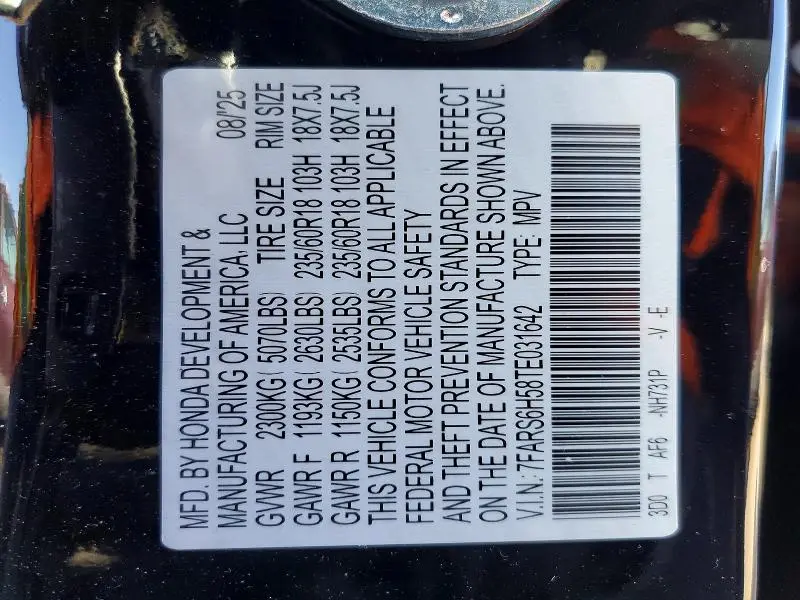 MFD. BY HONDA DEVELOPMENT &
MANUFACTURING OF AMERICA, LLC 08/'25
GVWR 2300KG( 5070LBS) TIRE SIZE RIM SIZE
GAWR F 1193KG( 2630LBS) 235/60R18 103H 18X7.5J
GAWR R 1150KG( 2535LBS) 235/60R18 103H 18X7.5J
THIS VEHICLE CONFORMS TO ALL APPLICABLE
FEDERAL MOTOR VEHICLE SAFETY
AND THEFT PREVENTION STANDARDS IN EFFECT
ON THE DATE OF MANUFACTURE SHOWN ABOVE.
V.I.N.: 7FARS6H58TE031642 TYPE: MPV
3D0 T AF6 -NH731P -V -E